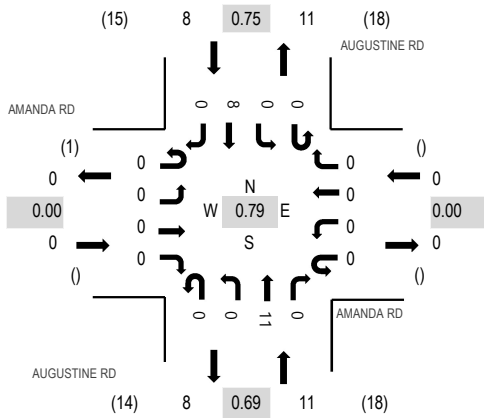 (15) 8 0.75 11 (18)
AUGUSTINE RD
AMANDA RD
0 8 0 0
(1) 0 0 ()
0 0 0 0
N
0.00 W 0.79 E 0.00
S
0 0 0 0
() 0 0 ()
0 0 11 0
AMANDA RD
AUGUSTINE RD
(14) 8 0.69 11 (18)